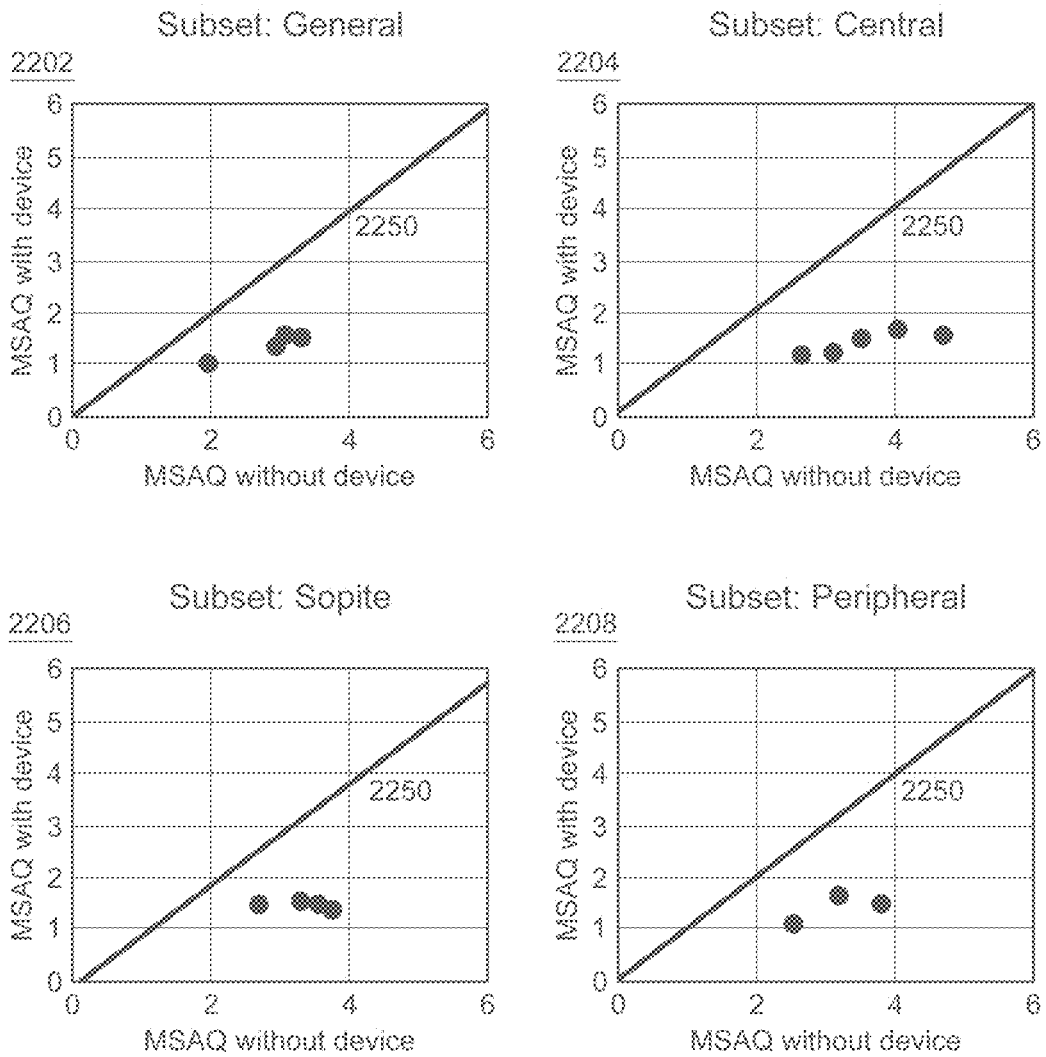 Subset: General
2202
6
5
4
3
2
1
0
MSAQ with device
2250
0 2 4 6
MSAQ without device
Subset: Central
2204
6
5
4
3
2
1
0
MSAQ with device
2250
0 2 4 6
MSAQ without device
Subset: Sopite
2206
6
5
4
3
2
1
0
MSAQ with device
2250
0 2 4 6
MSAQ without device
Subset: Peripheral
2208
6
5
4
3
2
1
0
MSAQ with device
2250
0 2 4 6
MSAQ without device